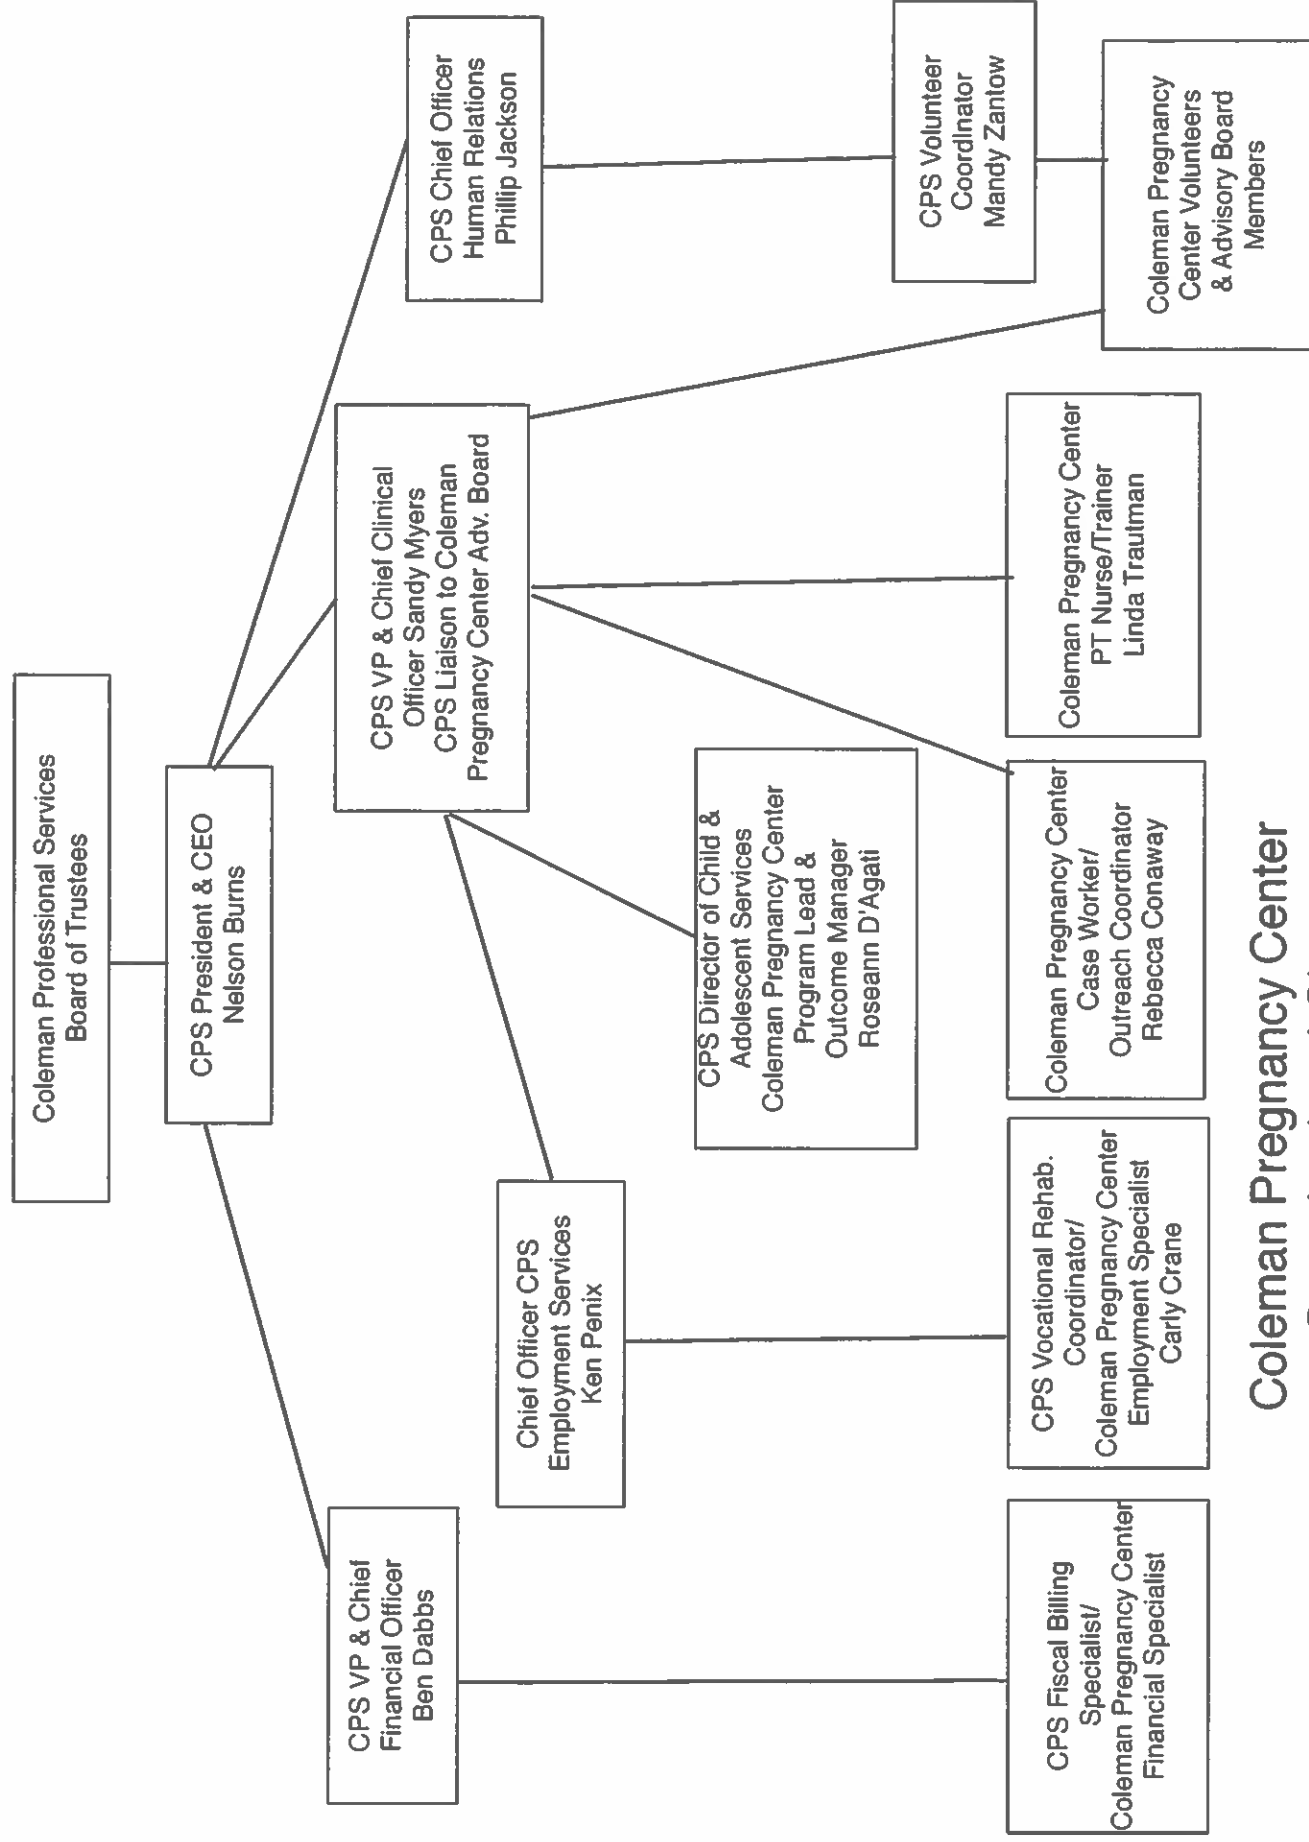 Coleman Professional Services
Board of Trustees
CPS President & CEO
Nelson Burns
CPS VP & Chief
Financial Officer
Ben Dabbs
CPS VP & Chief Clinical
Officer Sandy Myers
CPS Liaison to Coleman
Pregnancy Center Adv. Board
CPS Chief Officer
Human Relations
Phillip Jackson
Chief Officer CPS
Employment Services
Ken Penix
CPS Director of Child &
Adolescent Services
Coleman Pregnancy Center
Program Lead &
Outcome Manager
Roseann D'Agati
CPS Volunteer
Coordinator
Mandy Zantow
CPS Fiscal Billing
Specialist/
Coleman Pregnancy Center
Financial Specialist
CPS Vocational Rehab.
Coordinator/
Coleman Pregnancy Center
Employment Specialist
Carly Crane
Coleman Pregnancy Center
Case Worker/
Outreach Coordinator
Rebecca Conaway
Coleman Pregnancy Center
PT Nurse/Trainer
Linda Trautman
Coleman Pregnancy
Center Volunteers
& Advisory Board
Members
Coleman Pregnancy Center